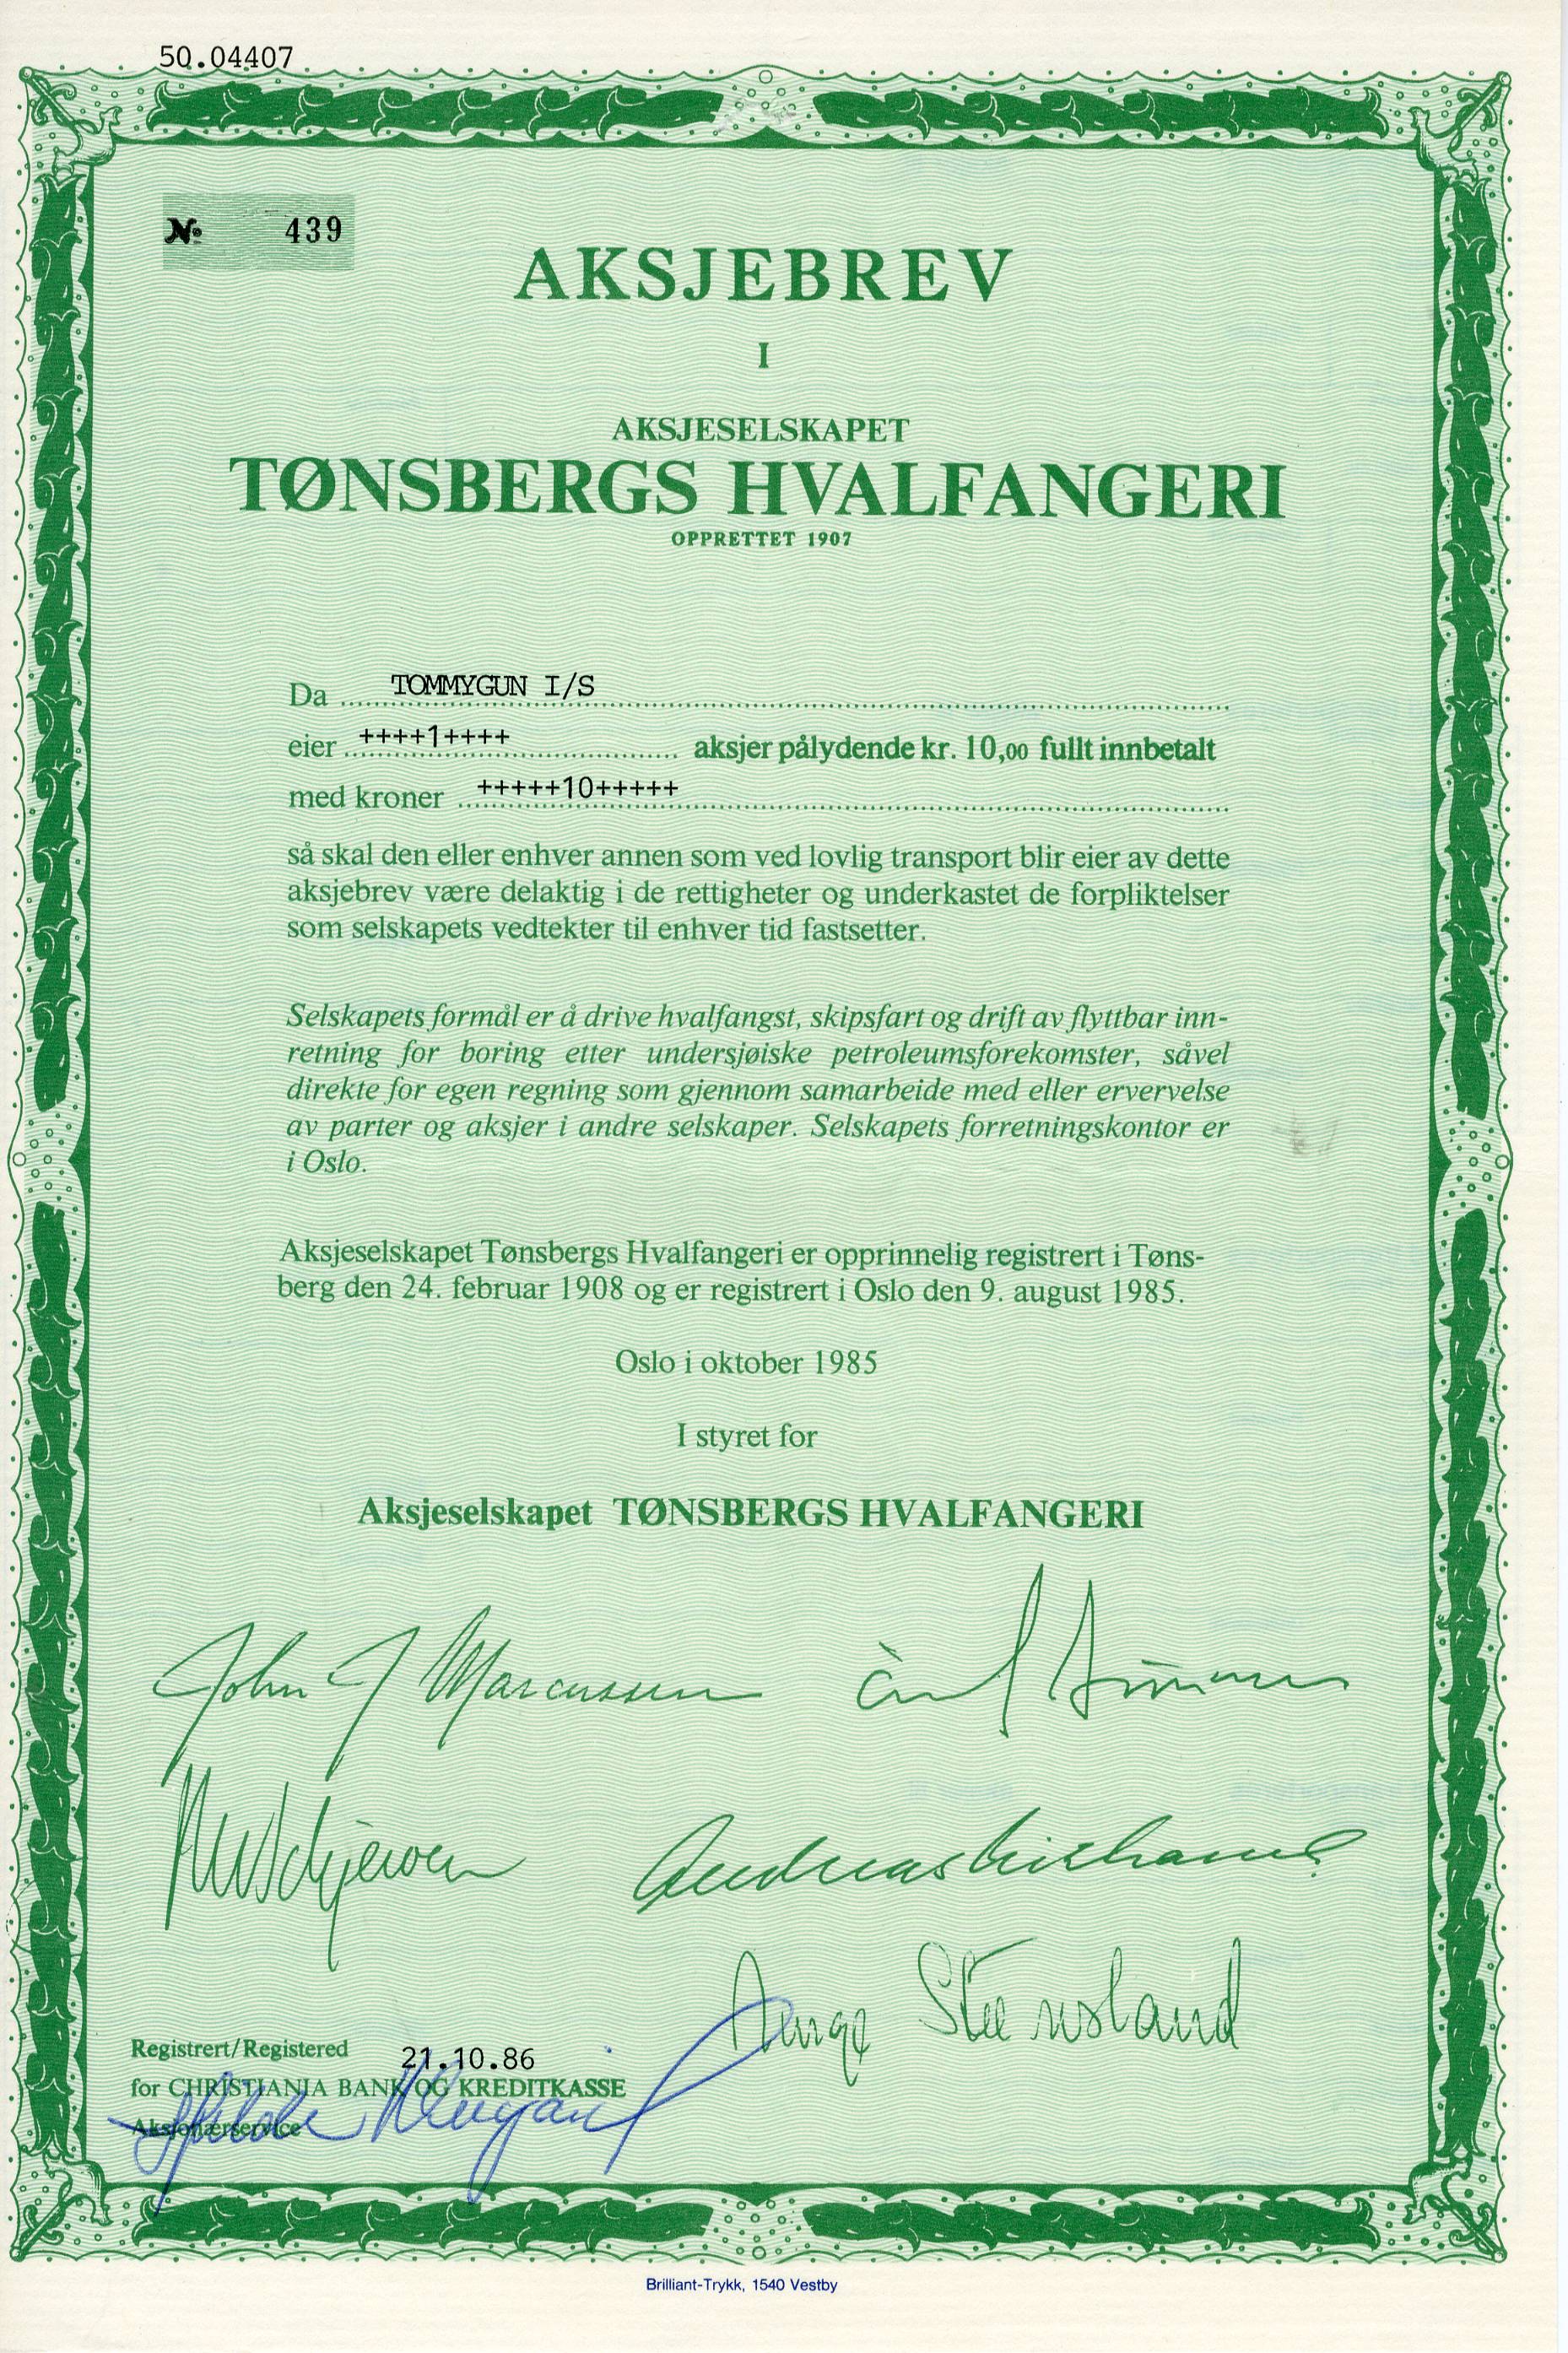 50.04407
№ 439
AKSJEBREV
I
AKSJESELSKAPET
TØNSBERGS HVALFANGERI
OPPRETTET 1907
Da TOMMYGUN I/S
eier ++++1++++ aksjer pålydende kr. 10,00 fullt innbetalt
med kroner +++++10+++++
så skal den eller enhver annen som ved lovlig transport blir eier av dette
aksjebrev være delaktig i de rettigheter og underkastet de forpliktelser
som selskapets vedtekter til enhver tid fastsetter.
Selskapets formål er å drive hvalfangst, skipsfart og drift av flyttbar inn-
retning for boring etter undersjøiske petroleumsforekomster, såvel
direkte for egen regning som gjennom samarbeide med eller ervervelse
av parter og aksjer i andre selskaper. Selskapets forretningskontor er
i Oslo.
Aksjeselskapet Tønsbergs Hvalfangeri er opprinnelig registrert i Tøns-
berg den 24. februar 1908 og er registrert i Oslo den 9. august 1985.
Oslo i oktober 1985
I styret for
Aksjeselskapet TØNSBERGS HVALFANGERI
John J Marcussen
Andreas
Steensland
Registrert/Registered 21.10.86
for CHRISTIANIA BANK OG KREDITKASSE
Aksjonærservice
Brilliant-Trykk, 1540 Vestby